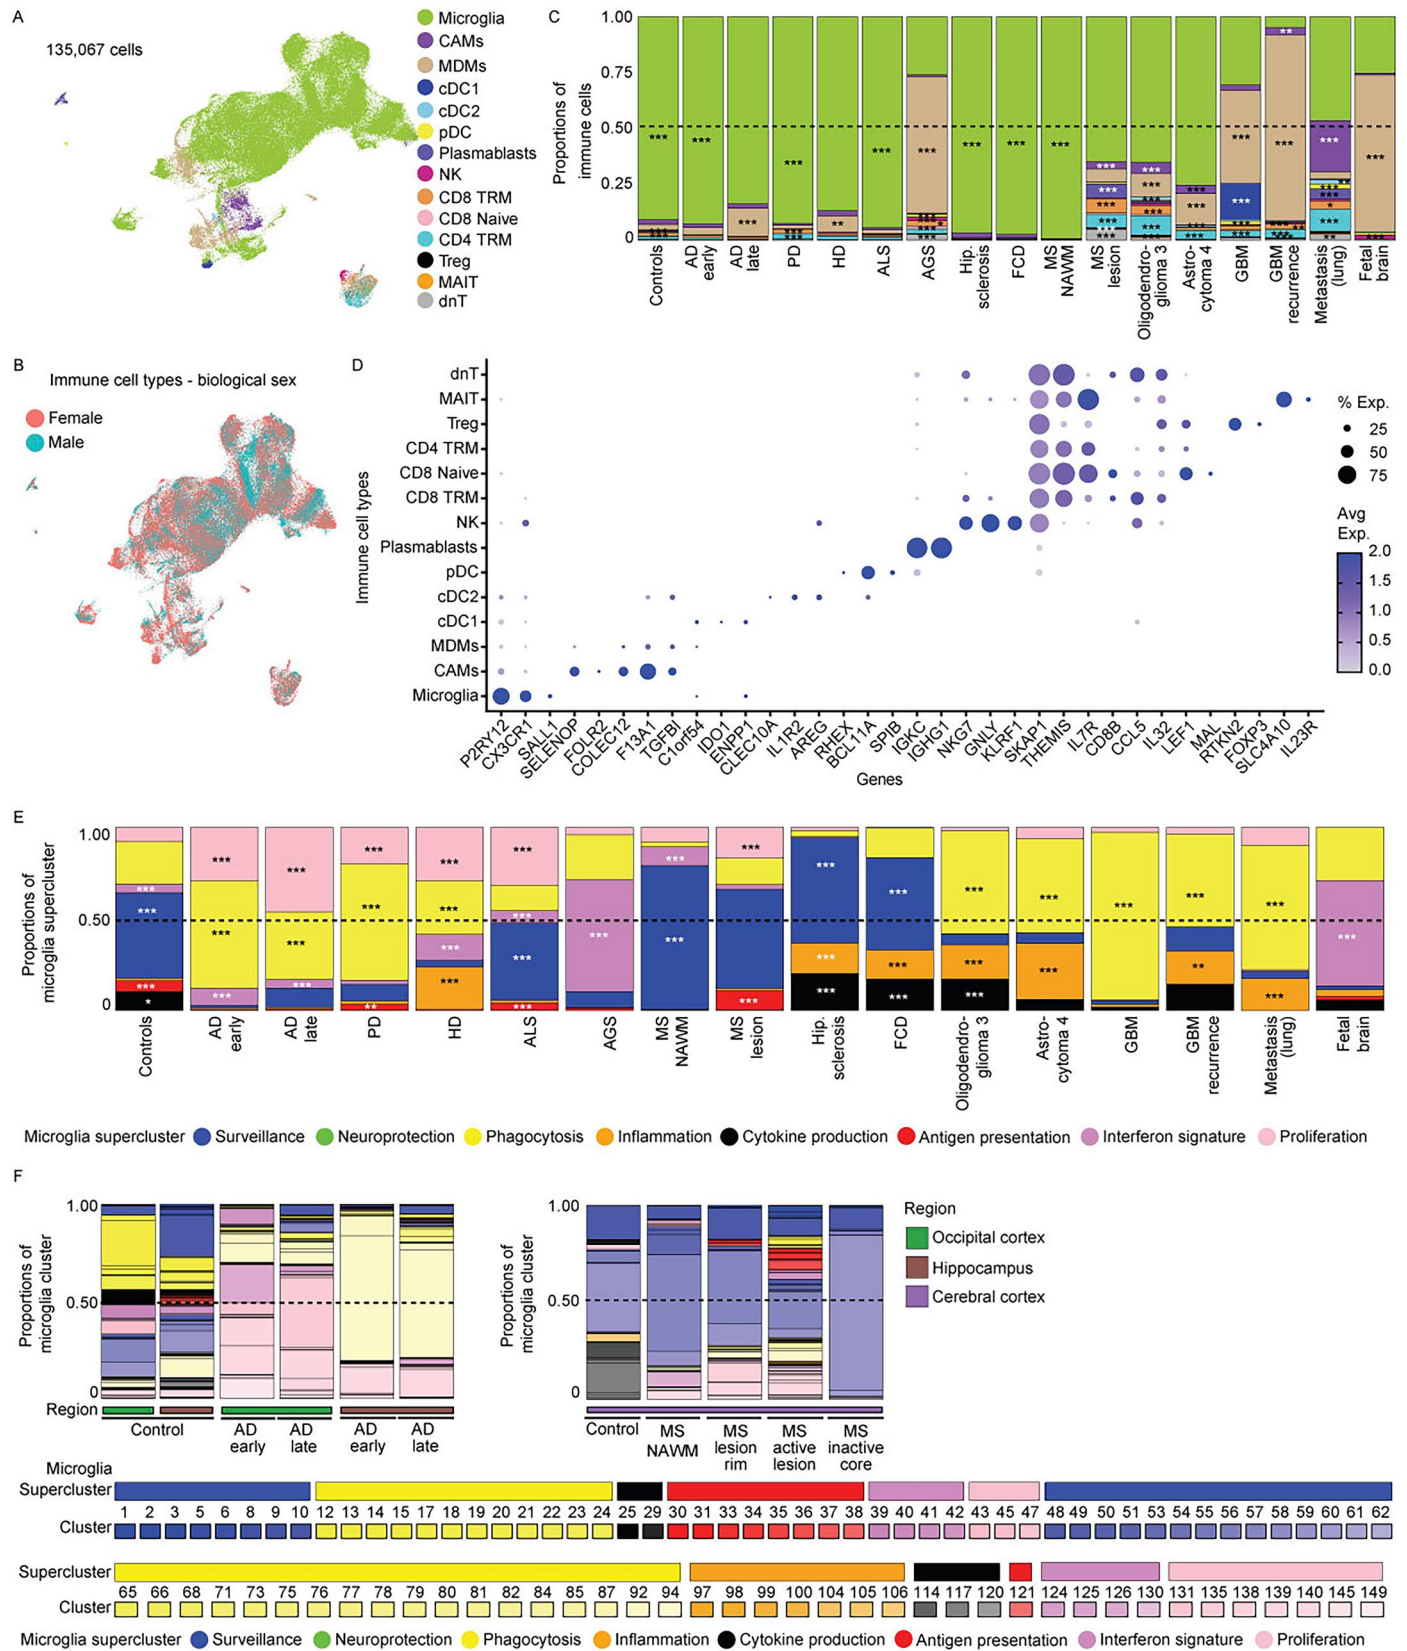 A
135,067 cells
Microglia
CAMs
MDMs
cDC1
cDC2
pDC
Plasmablasts
NK
CD8 TRM
CD8 Naive
CD4 TRM
Treg
MAIT
dnT
C
Proportions of
immune cells
1.00
0.75
0.50
0.25
0
Controls
AD
early
AD
late
PD
HD
ALS
AGS
Hip.
sclerosis
FCD
MS
NAWM
MS
lesion
Oligodendro-
glioma 3
Astro-
cytoma 4
GBM
GBM
recurrence
Metastasis
(lung)
Fetal
brain
B
Immune cell types - biological sex
Female
Male
D
Immune cell types
dnT
MAIT
Treg
CD4 TRM
CD8 Naive
CD8 TRM
NK
Plasmablasts
pDC
cDC2
cDC1
MDMs
CAMs
Microglia
P2RY12
CX3CR1
SALL1
SELENOP
FOLR2
COLEC12
F13A1
TGFBI
C1orf54
IDO1
ENPP1
CLEC10A
IL1R2
AREG
RHEX
BCL11A
SPIB
IGKC
IGHG1
NKG7
GNLY
KLRF1
SKAP1
THEMIS
IL7R
CD8B
CCL5
IL32
LEF1
MAL
RTKN2
FOXP3
SLC4A10
IL23R
Genes
% Exp.
25
50
75
Avg
Exp.
2.0
1.5
1.0
0.5
0.0
E
Proportions of
microglia supercluster
1.00
0.50
0
Controls
AD
early
AD
late
PD
HD
ALS
AGS
MS
NAWM
MS
lesion
Hip.
sclerosis
FCD
Oligodendro-
glioma 3
Astro-
cytoma 4
GBM
GBM
recurrence
Metastasis
(lung)
Fetal
brain
Microglia supercluster Surveillance Neuroprotection Phagocytosis Inflammation Cytokine production Antigen presentation Interferon signature Proliferation
F
Proportions of
microglia cluster
1.00
0.50
0
Region
Control
AD
early
AD
late
AD
early
AD
late
Proportions of
microglia cluster
1.00
0.50
0
Control
MS
NAWM
MS
lesion
rim
MS
active
lesion
MS
inactive
core
Region
Occipital cortex
Hippocampus
Cerebral cortex
Microglia
Supercluster
1 2 3 5 6 8 9 10 12 13 14 15 17 18 19 20 21 22 23 24 25 29 30 31 33 34 35 36 37 38 39 40 41 42 43 45 47 48 49 50 51 53 54 55 56 57 58 59 60 61 62
Cluster
Supercluster
65 66 68 71 73 75 76 77 78 79 80 81 82 84 85 87 92 94 97 98 99 100 104 105 106 114 117 120 121 124 125 126 130 131 135 138 139 140 145 149
Cluster
Microglia supercluster Surveillance Neuroprotection Phagocytosis Inflammation Cytokine production Antigen presentation Interferon signature Proliferation